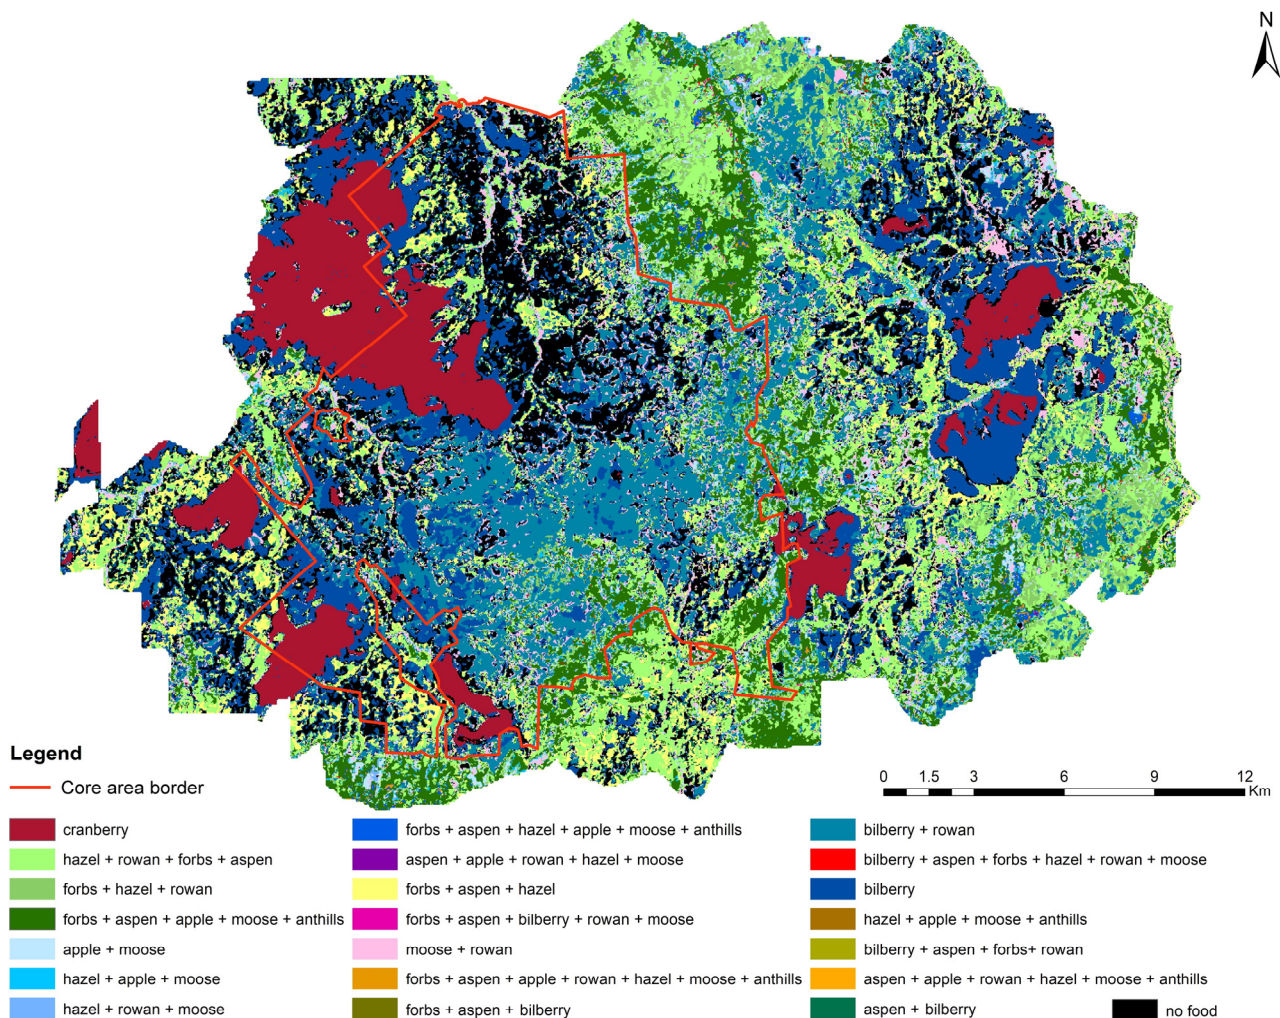 N
Legend
Core area border
0 1.5 3 6 9 12
Km
cranberry
hazel + rowan + forbs + aspen
forbs + hazel + rowan
forbs + aspen + apple + moose + anthills
apple + moose
hazel + apple + moose
hazel + rowan + moose
forbs + aspen + hazel + apple + moose + anthills
aspen + apple + rowan + hazel + moose
forbs + aspen + hazel
forbs + aspen + bilberry + rowan + moose
moose + rowan
forbs + aspen + apple + rowan + hazel + moose + anthills
forbs + aspen + bilberry
bilberry + rowan
bilberry + aspen + forbs + hazel + rowan + moose
bilberry
hazel + apple + moose + anthills
bilberry + aspen + forbs+ rowan
aspen + apple + rowan + hazel + moose + anthills
aspen + bilberry
no food